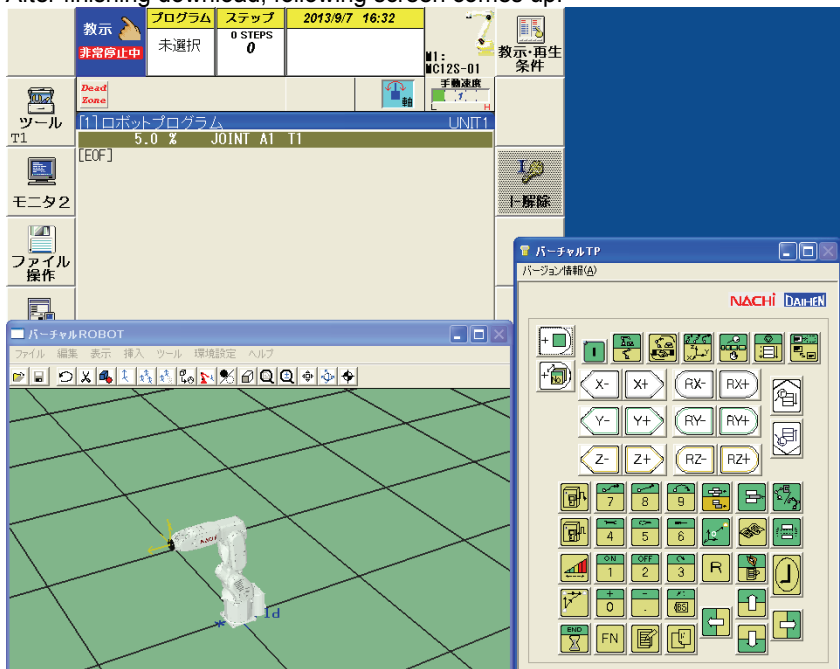 After finishing download, following screen comes up.
教示
非常停止中
プログラム
未選択
ステップ
0 STEPS
0
2013/9/7 16:32
M1:
MC12S-01
教示・再生
条件
Dead
Zone
軸
手動速度
L H
ツール
T1
[1]ロボットプログラム UNIT1
5.0 % JOINT A1 T1
[EOF]
モニタ2
ファイル
操作
I-解除
バーチャルROBOT
ファイル 編集 表示 挿入 ツール 環境設定 ヘルプ
NACHI
バーチャルTP
バージョン情報(A)
NACHi DAIHEN
X- X+ RX- RX+
Y- Y+ RY- RY+
Z- Z+ RZ- RZ+
7 8 9
4 5 6
ON OFF
1 2 3 R
+ -
0 . BS
END
FN